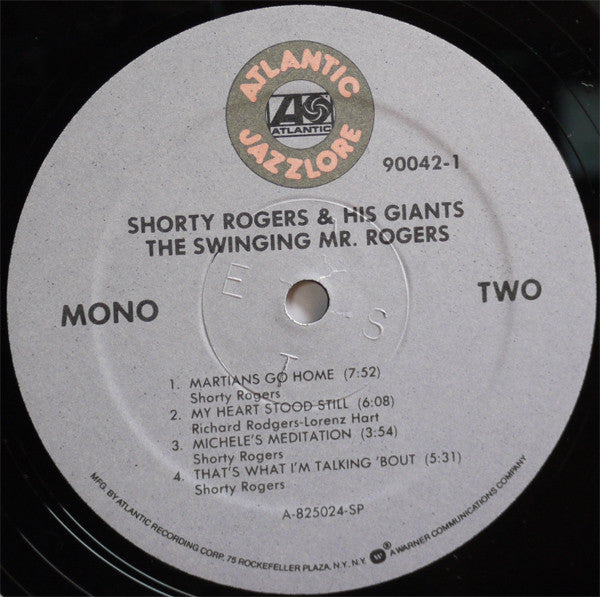 ATLANTIC
ATLANTIC
JAZZLORE
90042-1
SHORTY ROGERS & HIS GIANTS
THE SWINGING MR. ROGERS
MONO
TWO
E S T
1. MARTIANS GO HOME (7:52)
Shorty Rogers
2. MY HEART STOOD STILL (6:08)
Richard Rodgers-Lorenz Hart
3. MICHELE'S MEDITATION (3:54)
Shorty Rogers
4. THAT'S WHAT I'M TALKING 'BOUT (5:31)
Shorty Rogers
A-825024-SP
MFG. BY ATLANTIC RECORDING CORP. 75 ROCKEFELLER PLAZA, N.Y. N.Y. ® A WARNER COMMUNICATIONS COMPANY